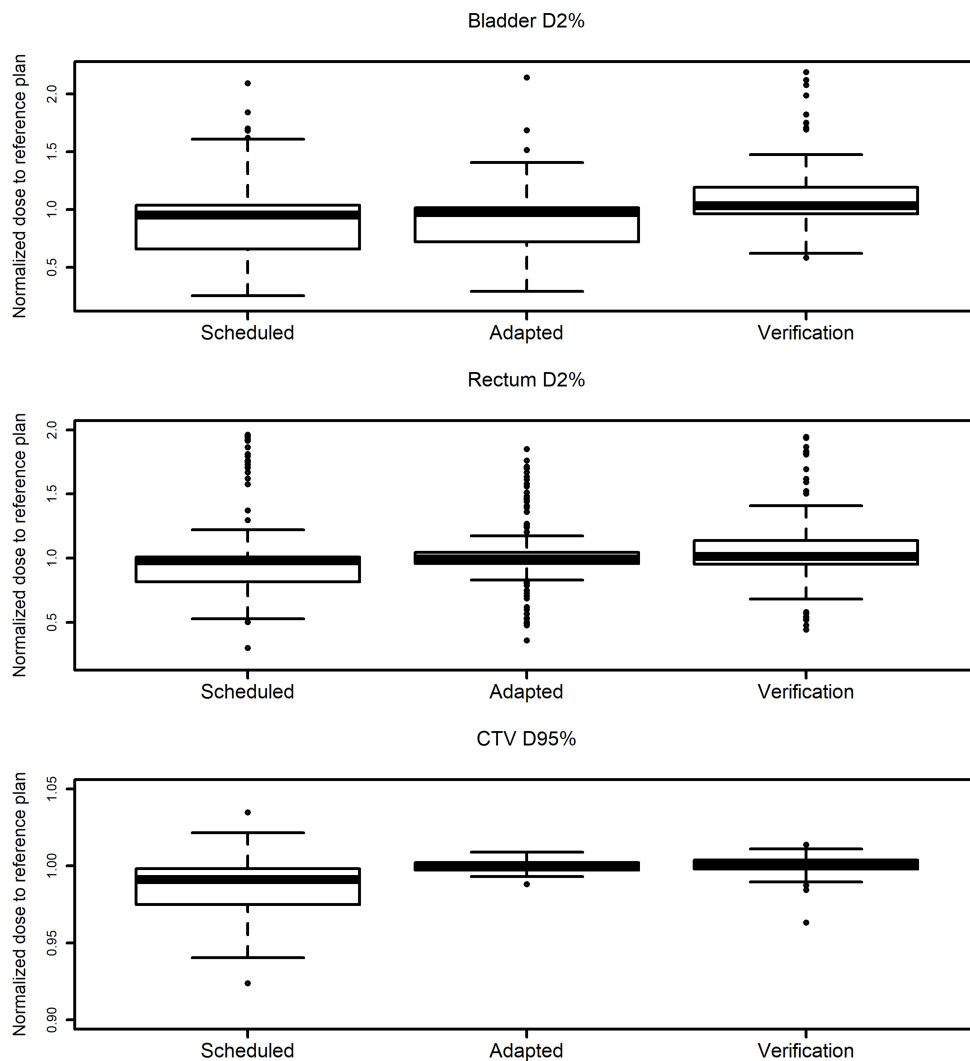 Bladder D2%
Normalized dose to reference plan
2.0
1.5
1.0
0.5
Scheduled Adapted Verification
Rectum D2%
Normalized dose to reference plan
2.0
1.5
1.0
0.5
Scheduled Adapted Verification
CTV D95%
Normalized dose to reference plan
1.05
1.00
0.95
0.90
Scheduled Adapted Verification